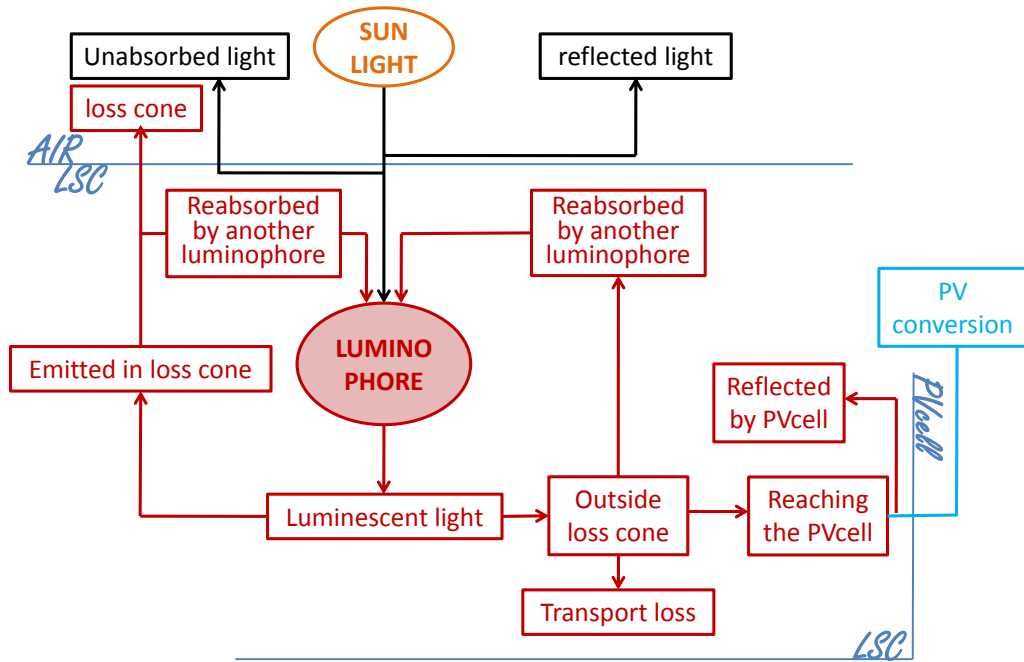 SUN
LIGHT
Unabsorbed light
reflected light
loss cone
AIR
LSC
Reabsorbed
by another
luminophore
Reabsorbed
by another
luminophore
PV
conversion
LUMINO
PHORE
Emitted in loss cone
Reflected
by PVcell
PVcell
Luminescent light
Outside
loss cone
Reaching
the PVcell
Transport loss
LSC